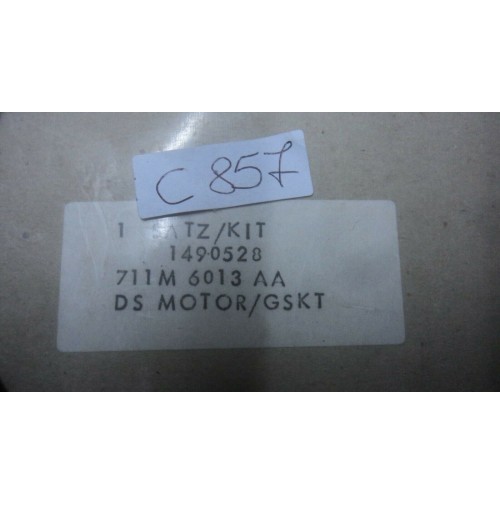 C 857
1 SATZ/KIT
1490528
711M 6013 AA
DS MOTOR/GSKT